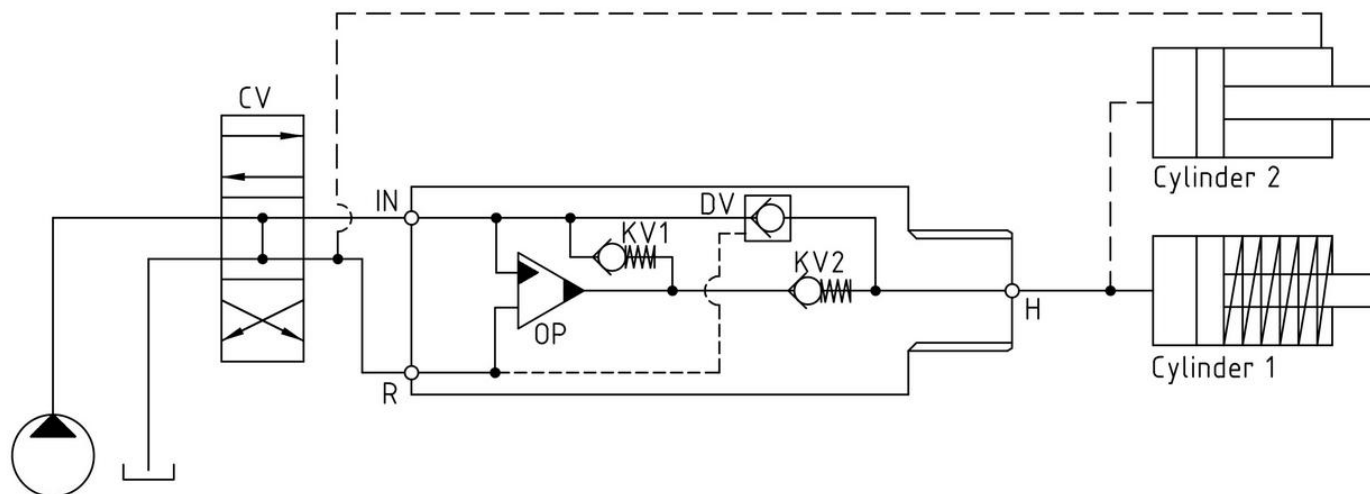 CV
Cylinder 2
IN
DV
KV1
KV2
OP
H
R
Cylinder 1